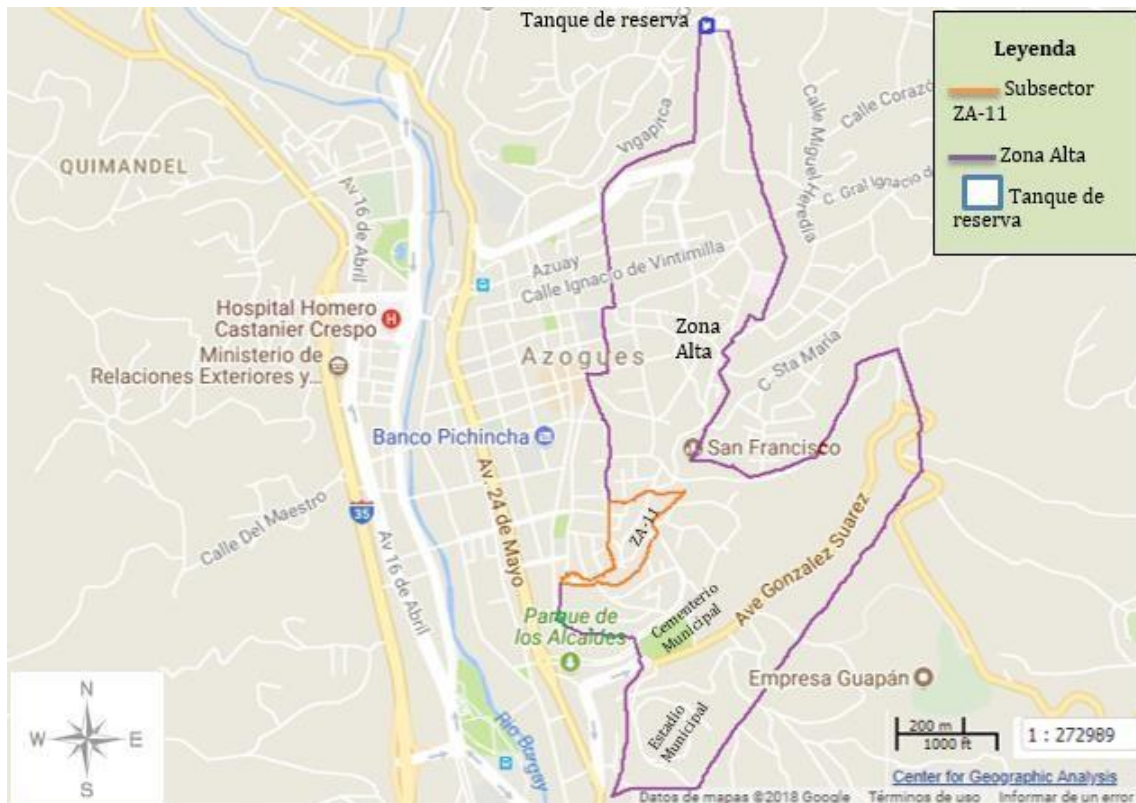 Tanque de reserva
Leyenda
Subsector
ZA-11
Zona Alta
Tanque de
reserva
QUIMANDEL
Av 16 de Abril
Vigapirca
Calle Miguel Heredia
Calle Corazó
C. Gral Ignacio de
Azuay
Calle Ignacio de Vintimilla
Hospital Homero
Castanier Crespo
H
Ministerio de
Relaciones Exteriores y...
Zona
Alta
Azogues
C. Sta Maria
Banco Pichincha
San Francisco
Av. 24 de Mayo
Calle Del Maestro
35
Av 16 de Abril
ZA-11
Ave Gonzalez Suarez
Parque de
los Alcaldes
Cementerio
Municipal
Empresa Guapán
Estadio
Municipal
Rio Burgay
N
W E
S
200 m
1000 ft
1 : 272989
Center for Geographic Analysis
Datos de mapas ©2018 Google Términos de uso Informar de un error